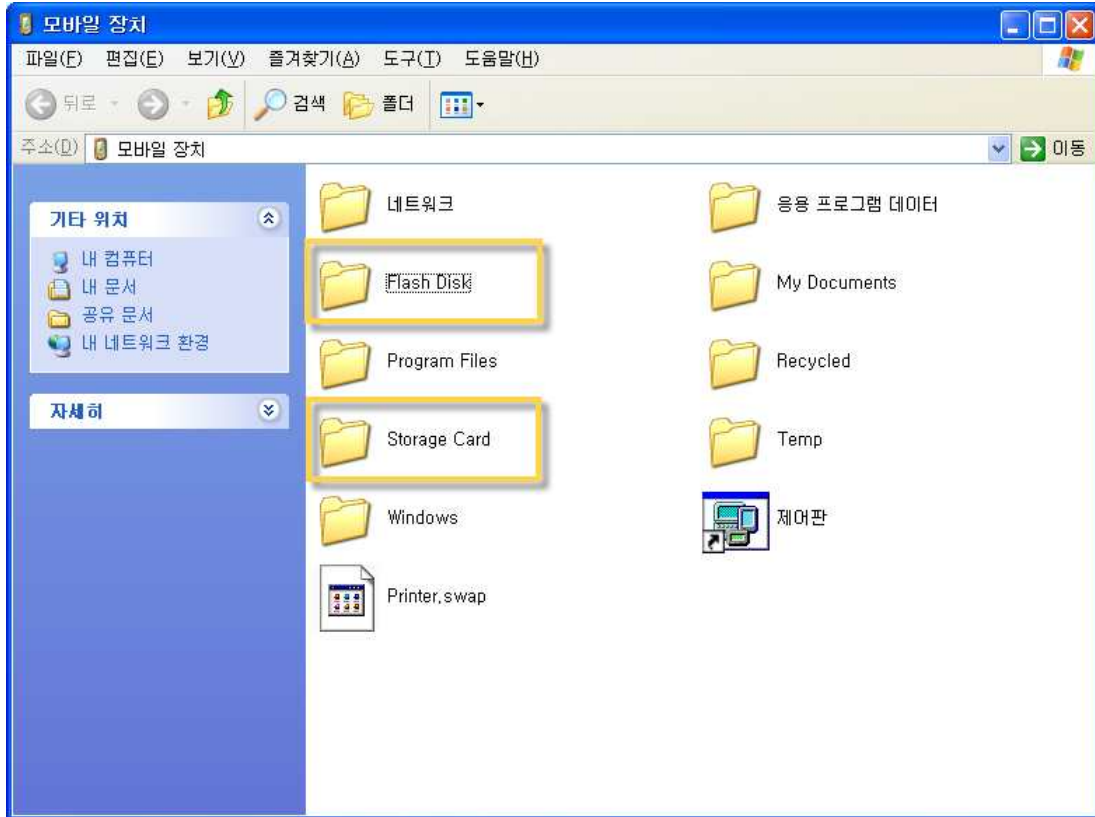 모바일 장치
파일(F) 편집(E) 보기(V) 즐겨찾기(A) 도구(T) 도움말(H)
뒤로 검색 폴더
주소(D) 모바일 장치 이동
기타 위치
내 컴퓨터
내 문서
공유 문서
내 네트워크 환경
자세히
네트워크 응용 프로그램 데이터
Flash Disk My Documents
Program Files Recycled
Storage Card Temp
Windows 제어판
Printer.swap